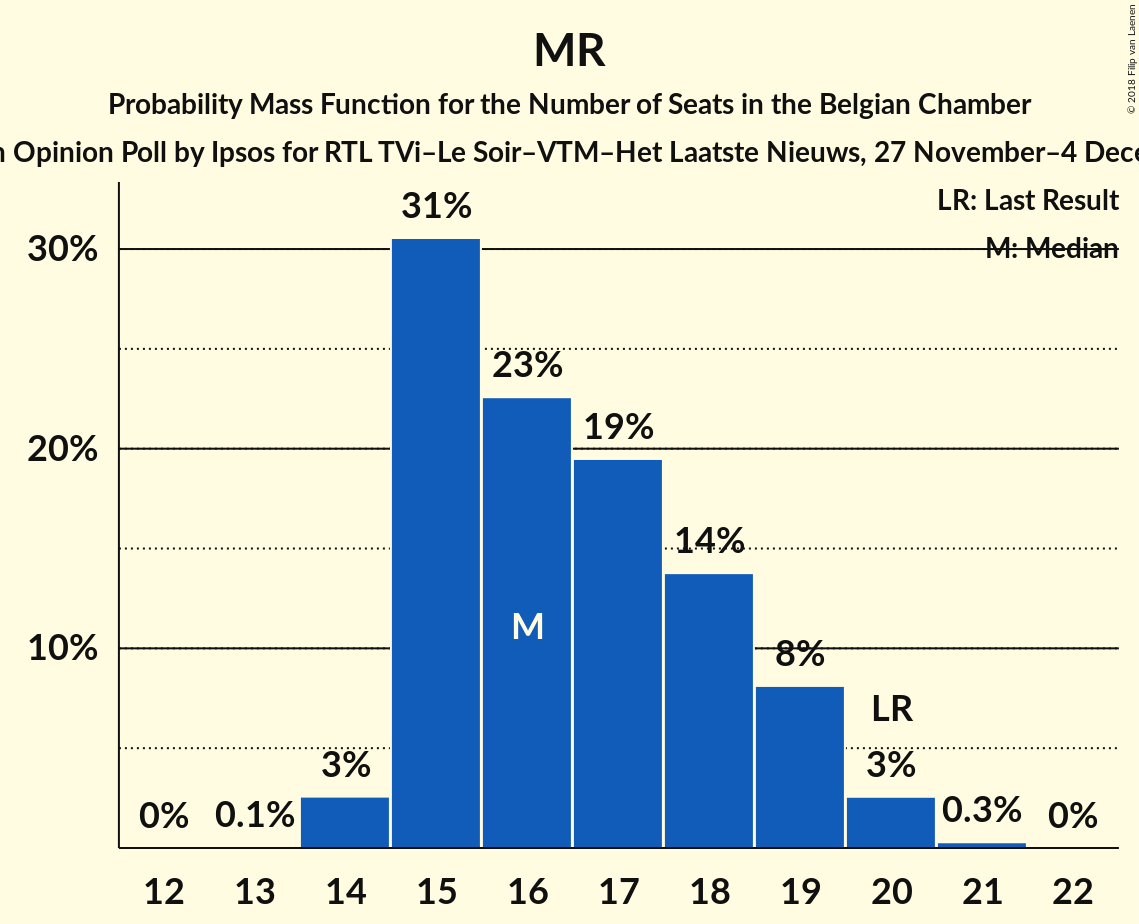 © 2018 Filip van Laenen
MR
Probability Mass Function for the Number of Seats in the Belgian Chamber
Opinion Poll by Ipsos for RTL TVi–Le Soir–VTM–Het Laatste Nieuws, 27 November–4
LR: Last Result
M: Median
31%
30%
23%
19%
20%
14%
M
10%
8%
LR
3%
3%
0%
0.1%
0.3%
0%
12 13 14 15 16 17 18 19 20 21 22